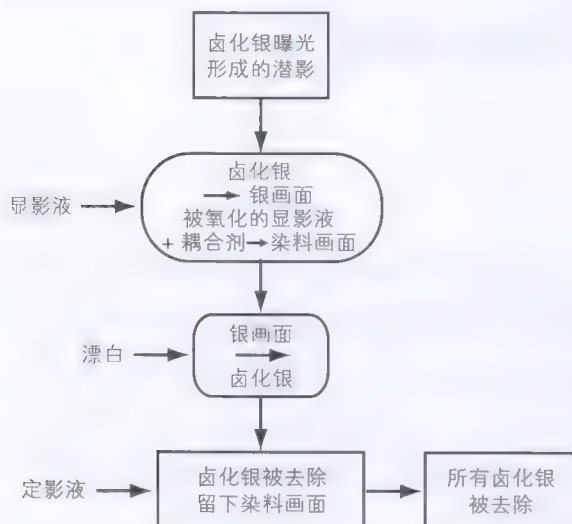 卤化银曝光
形成的潜影
卤化银
→ 银画面
显影液
被氧化的显影液
+ 耦合剂→染料画面
银画面
漂白
卤化银
定影液
卤化银被去除
留下染料画面
所有卤化银
被去除